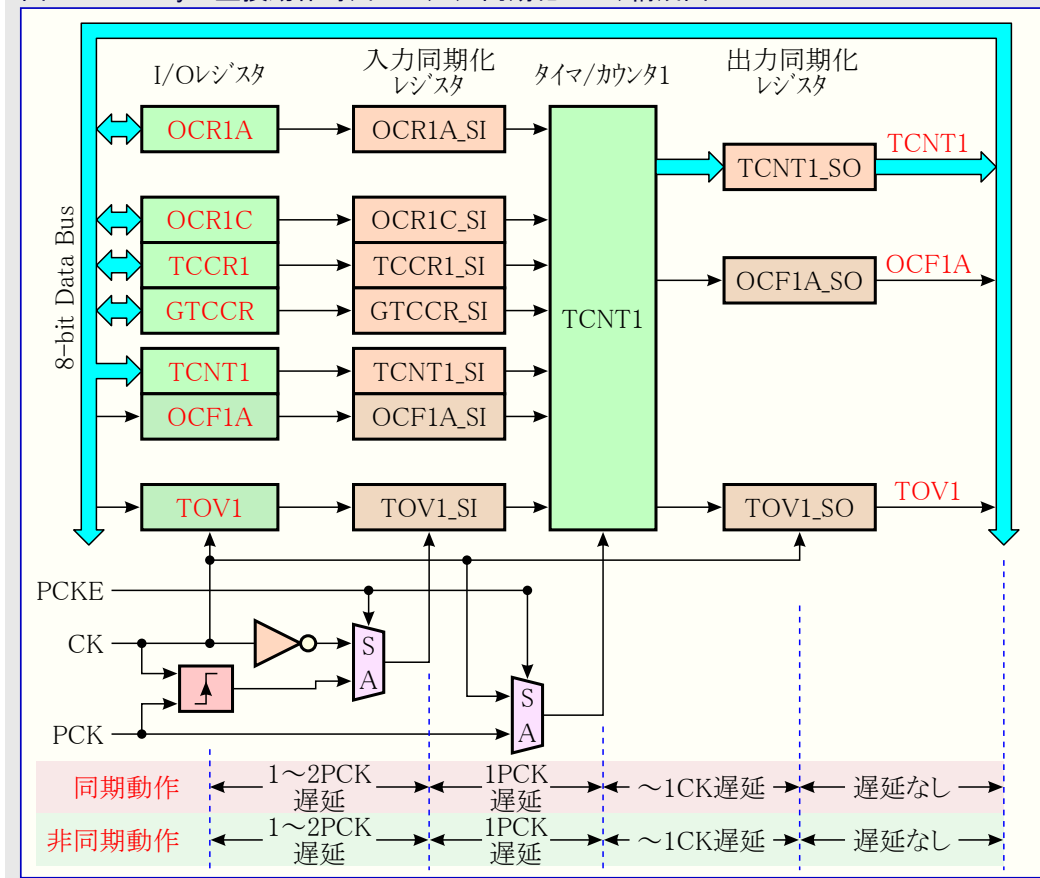 I/Oレジスタ
入力同期化
レジスタ
タイマ/カウンタ1
出力同期化
レジスタ
8-bit Data Bus
OCR1A
OCR1A_SI
OCR1C
OCR1C_SI
TCCR1
TCCR1_SI
GTCCR
GTCCR_SI
TCNT1
TCNT1_SI
OCF1A
OCF1A_SI
TOV1
TOV1_SI
TCNT1
TCNT1_SO
TCNT1
OCF1A_SO
OCF1A
TOV1_SO
TOV1
PCKE
CK
PCK
S
A
S
A
同期動作
1～2PCK
遅延
1PCK
遅延
～1CK遅延
遅延なし
非同期動作
1～2PCK
遅延
1PCK
遅延
～1CK遅延
遅延なし